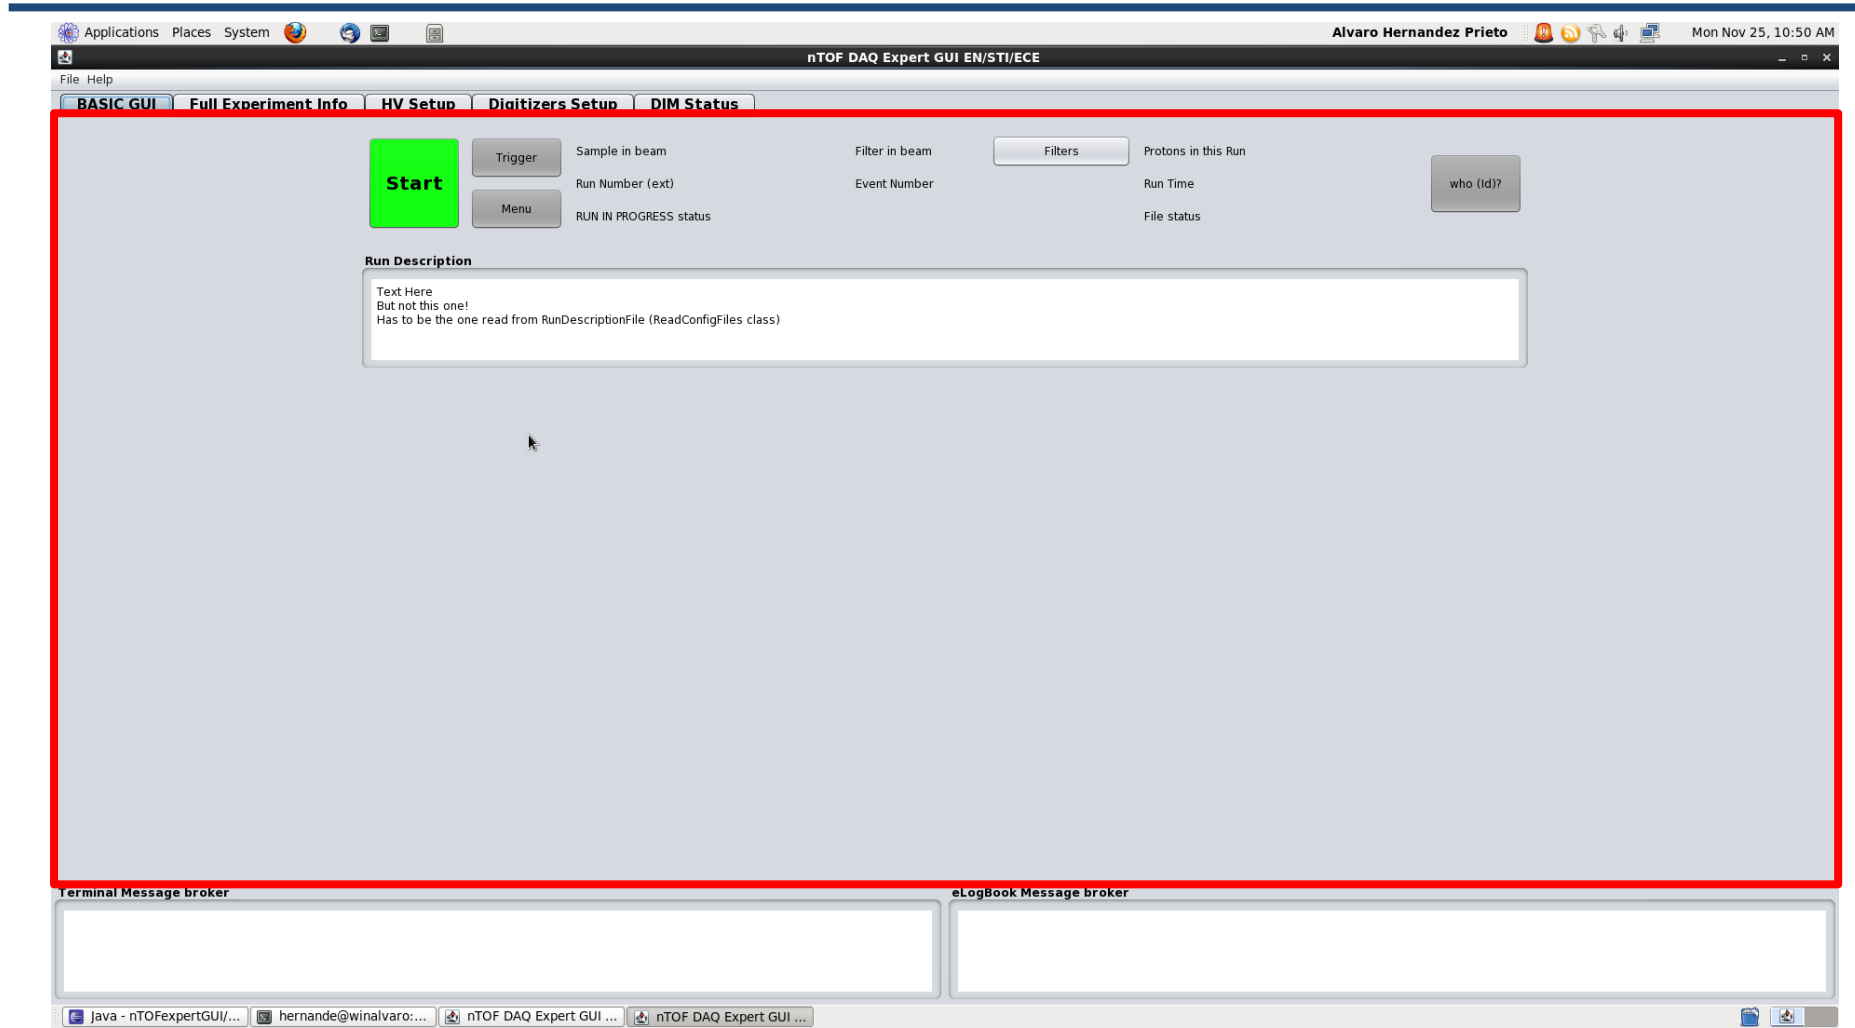 Applications Places System Alvaro Hernandez Prieto Mon Nov 25, 10:50 AM
nTOF DAQ Expert GUI EN/STI/ECE
File Help
BASIC GUI Full Experiment Info HV Setup Digitizers Setup DIM Status
Start
Trigger
Menu
Sample in beam
Run Number (ext)
RUN IN PROGRESS status
Filter in beam
Event Number
Filters
Protons in this Run
Run Time
File status
who (Id)?
Run Description
Text Here
But not this one!
Has to be the one read from RunDescriptionFile (ReadConfigFiles class)
Terminal Message broker
eLogBook Message broker
Java - nTOFexpertGUI/... hernande@winalvaro:... nTOF DAQ Expert GUI ... nTOF DAQ Expert GUI ...